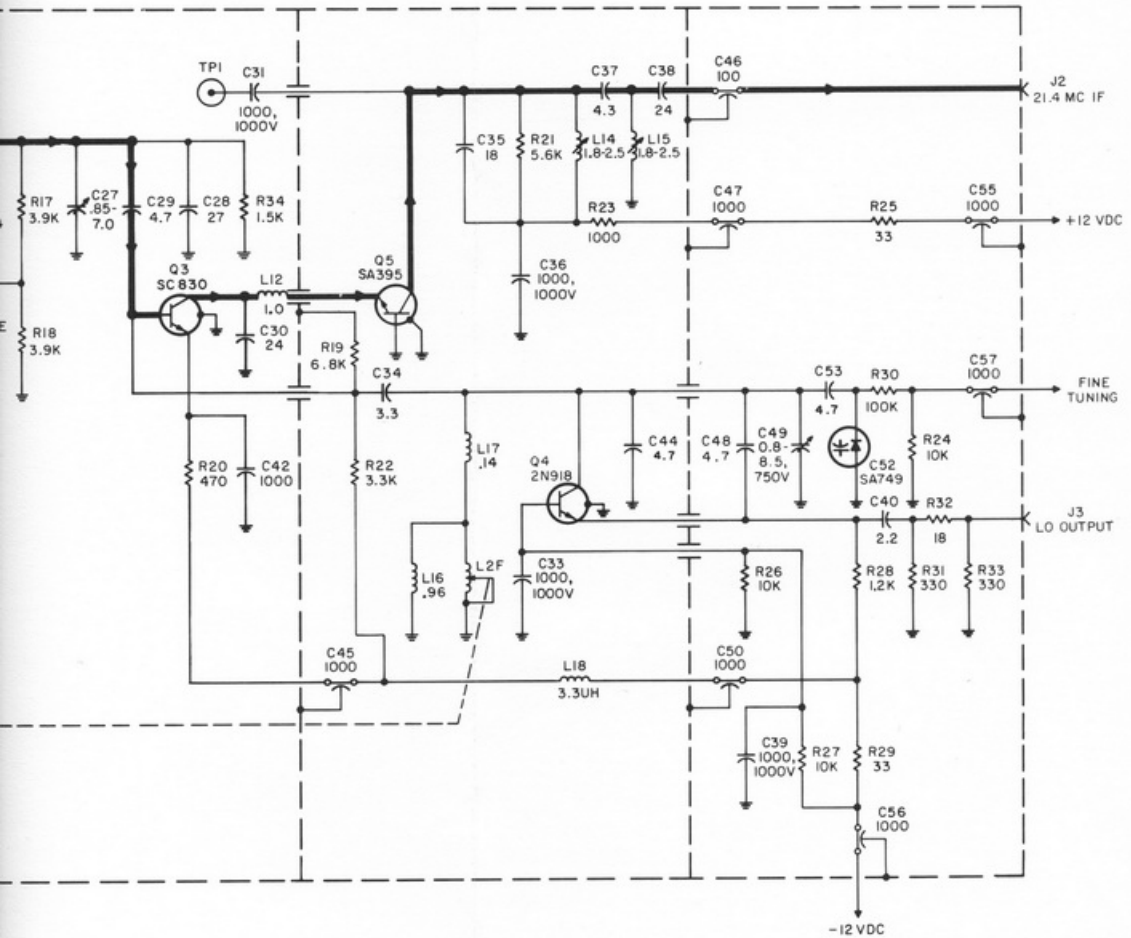 TP1
C31
1000,
1000V
C37
4.3
C38
24
C46
100
J2
21.4 MC IF
C35
18
R21
5.6K
L14
1.8-2.5
L15
1.8-2.5
R17
3.9K
C27
.85-
7.0
C29
4.7
C28
27
R34
1.5K
R23
1000
C47
1000
R25
33
C55
1000
+12 VDC
Q3
SC830
L12
1.0
Q5
SA395
C36
1000,
1000V
E
R18
3.9K
C30
24
R19
6.8K
C34
3.3
C53
4.7
R30
100K
C57
1000
FINE
TUNING
R20
470
C42
1000
R22
3.3K
L17
.14
Q4
2N918
C44
4.7
C48
4.7
C49
0.8-
8.5,
750V
C52
SA749
R24
10K
C40
2.2
R32
18
J3
LO OUTPUT
L16
.96
L2F
C33
1000,
1000V
R26
10K
R28
1.2K
R31
330
R33
330
C45
1000
L18
3.3UH
C50
1000
C39
1000,
1000V
R27
10K
R29
33
C56
1000
-12 VDC